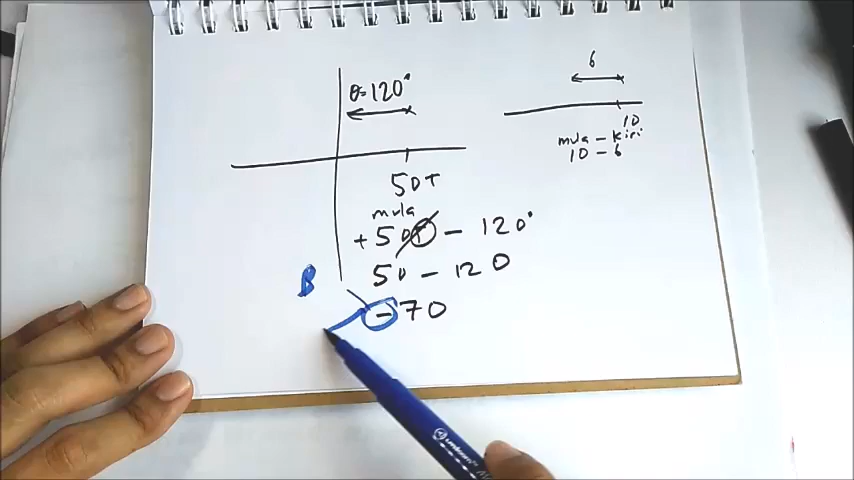 θ=120°
50T
mula
+50T - 120°
50 - 120
-70
B
6
10
mula - kiri
10 - 6